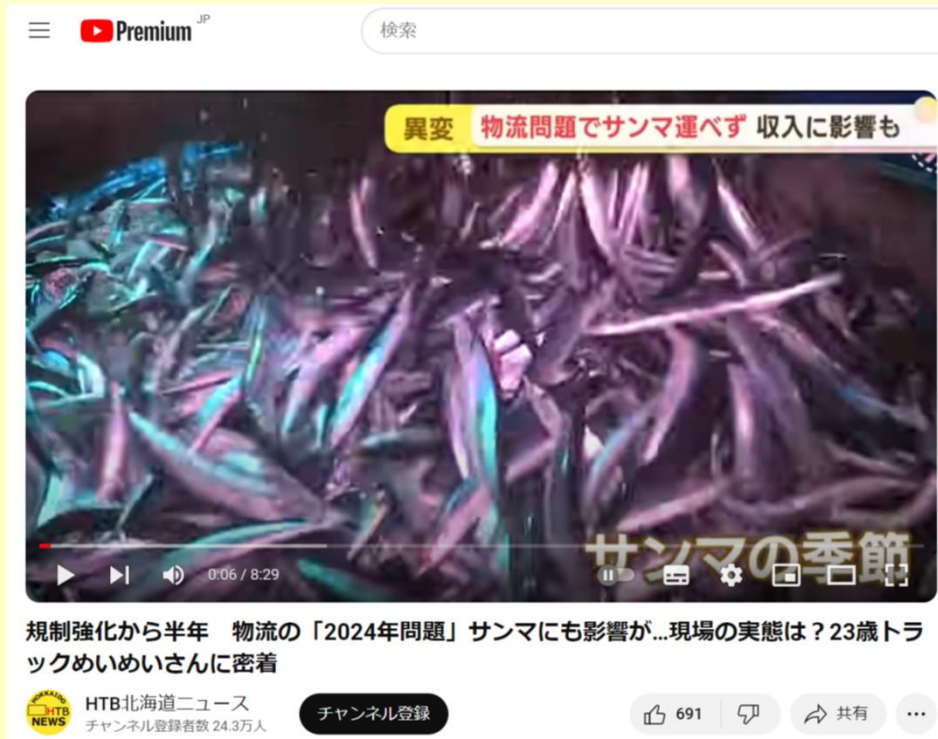 Premium JP
検索
異変 物流問題でサンマ運べず 収入に影響も
サンマの季節
0:06 / 8:29
規制強化から半年　物流の「2024年問題」サンマにも影響が...現場の実態は？23歳トラ
ックめいめいさんに密着
HOKKAIDO
HTB
NEWS
HTB北海道ニュース
チャンネル登録者数 24.3万人
チャンネル登録
691
共有